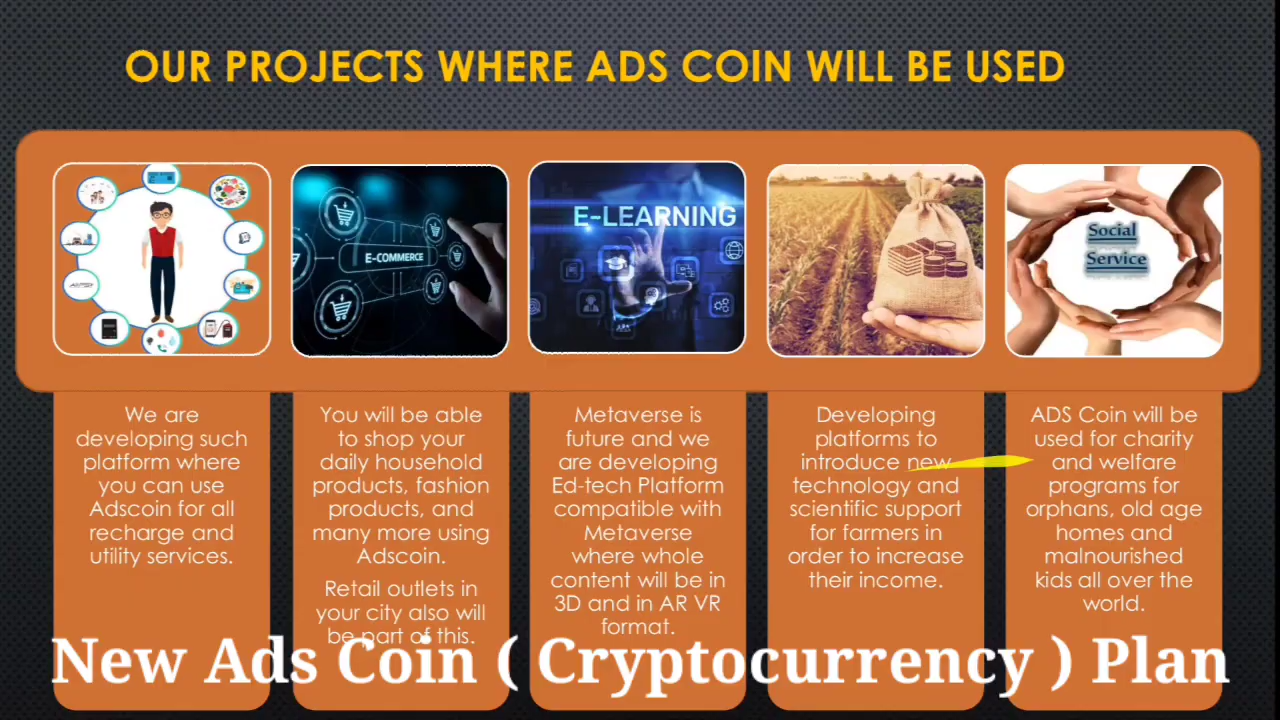 OUR PROJECTS WHERE ADS COIN WILL BE USED
E-COMMERCE
E-LEARNING
Social
Service
We are
developing such
platform where
you can use
Adscoin for all
recharge and
utility services.
You will be able
to shop your
daily household
products, fashion
products, and
many more using
Adscoin.
Retail outlets in
your city also will
be part of this.
Metaverse is
future and we
are developing
Ed-tech Platform
compatible with
Metaverse
where whole
content will be in
3D and in AR VR
format.
Developing
platforms to
introduce new
technology and
scientific support
for farmers in
order to increase
their income.
ADS Coin will be
used for charity
and welfare
programs for
orphans, old age
homes and
malnourished
kids all over the
world.
New Ads Coin ( Cryptocurrency ) Plan